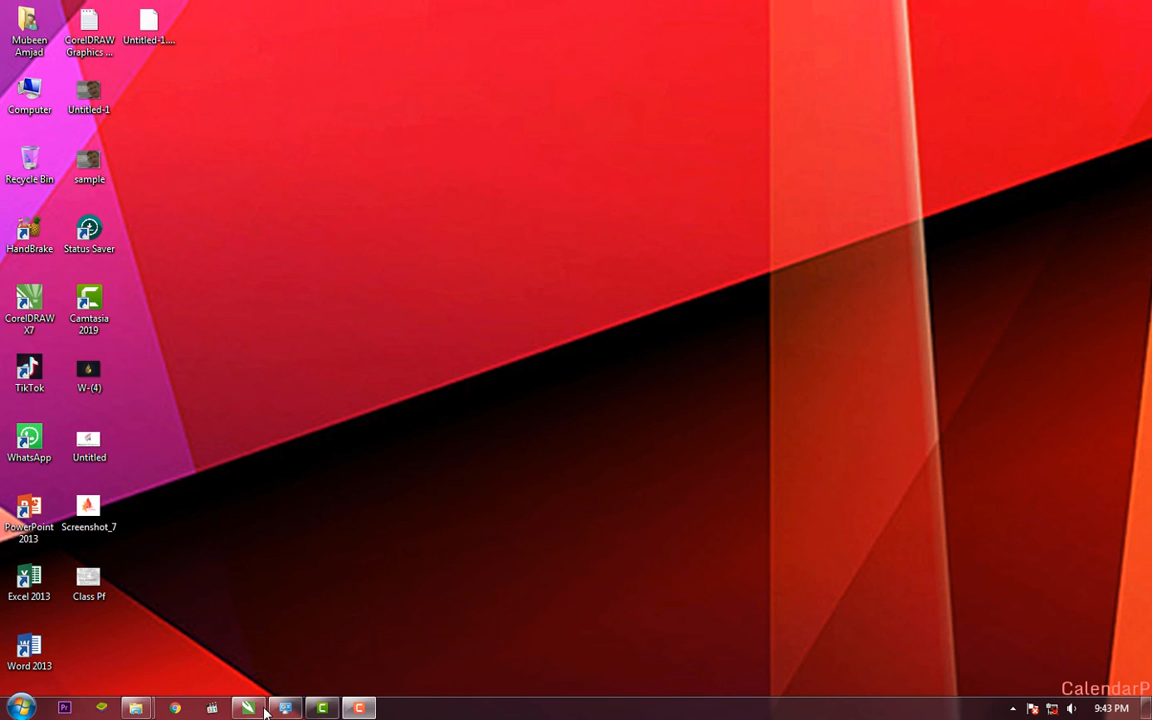 Mubeen
Amjad
CorelDRAW
Graphics ...
Untitled-1....
Computer
Untitled-1
Recycle Bin
sample
HandBrake
Status Saver
CorelDRAW
X7
Camtasia
2019
TikTok
W-(4)
WhatsApp
Untitled
PowerPoint
2013
Screenshot_7
Excel 2013
Class Pf
Word 2013
CalendarP
Pr
9:43 PM